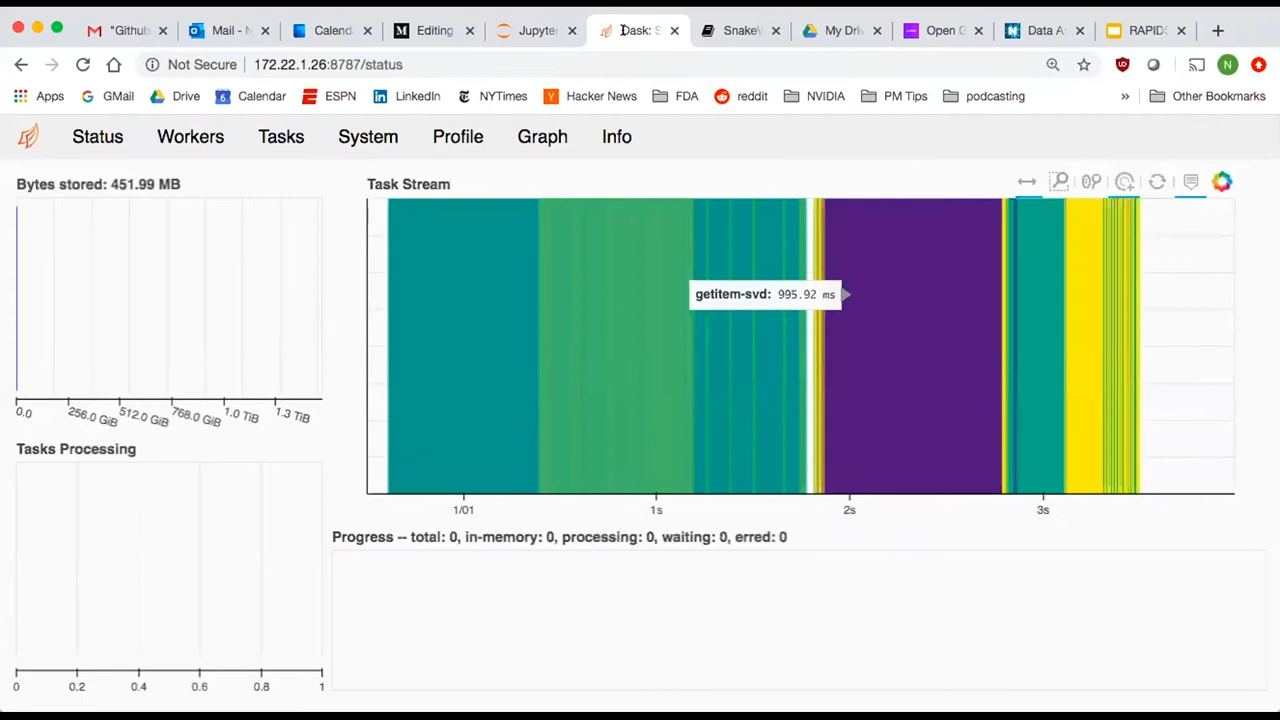 "Github
Mail - N
Calend
Editing
Jupyte
Dask: S
SnakeV
My Driv
Open G
Data A
RAPIDS
Not Secure
172.22.1.26:8787/status
N
Apps
GMail
Drive
Calendar
ESPN
LinkedIn
NYTimes
Hacker News
FDA
reddit
NVIDIA
PM Tips
podcasting
»
Other Bookmarks
Status
Workers
Tasks
System
Profile
Graph
Info
Bytes stored: 451.99 MB
0.0
256.0 GiB
512.0 GiB
768.0 GiB
1.0 TiB
1.3 TiB
Task Stream
getitem-svd: 995.92 ms
1/01
1s
2s
3s
Tasks Processing
0
0.2
0.4
0.6
0.8
1
Progress -- total: 0, in-memory: 0, processing: 0, waiting: 0, erred: 0